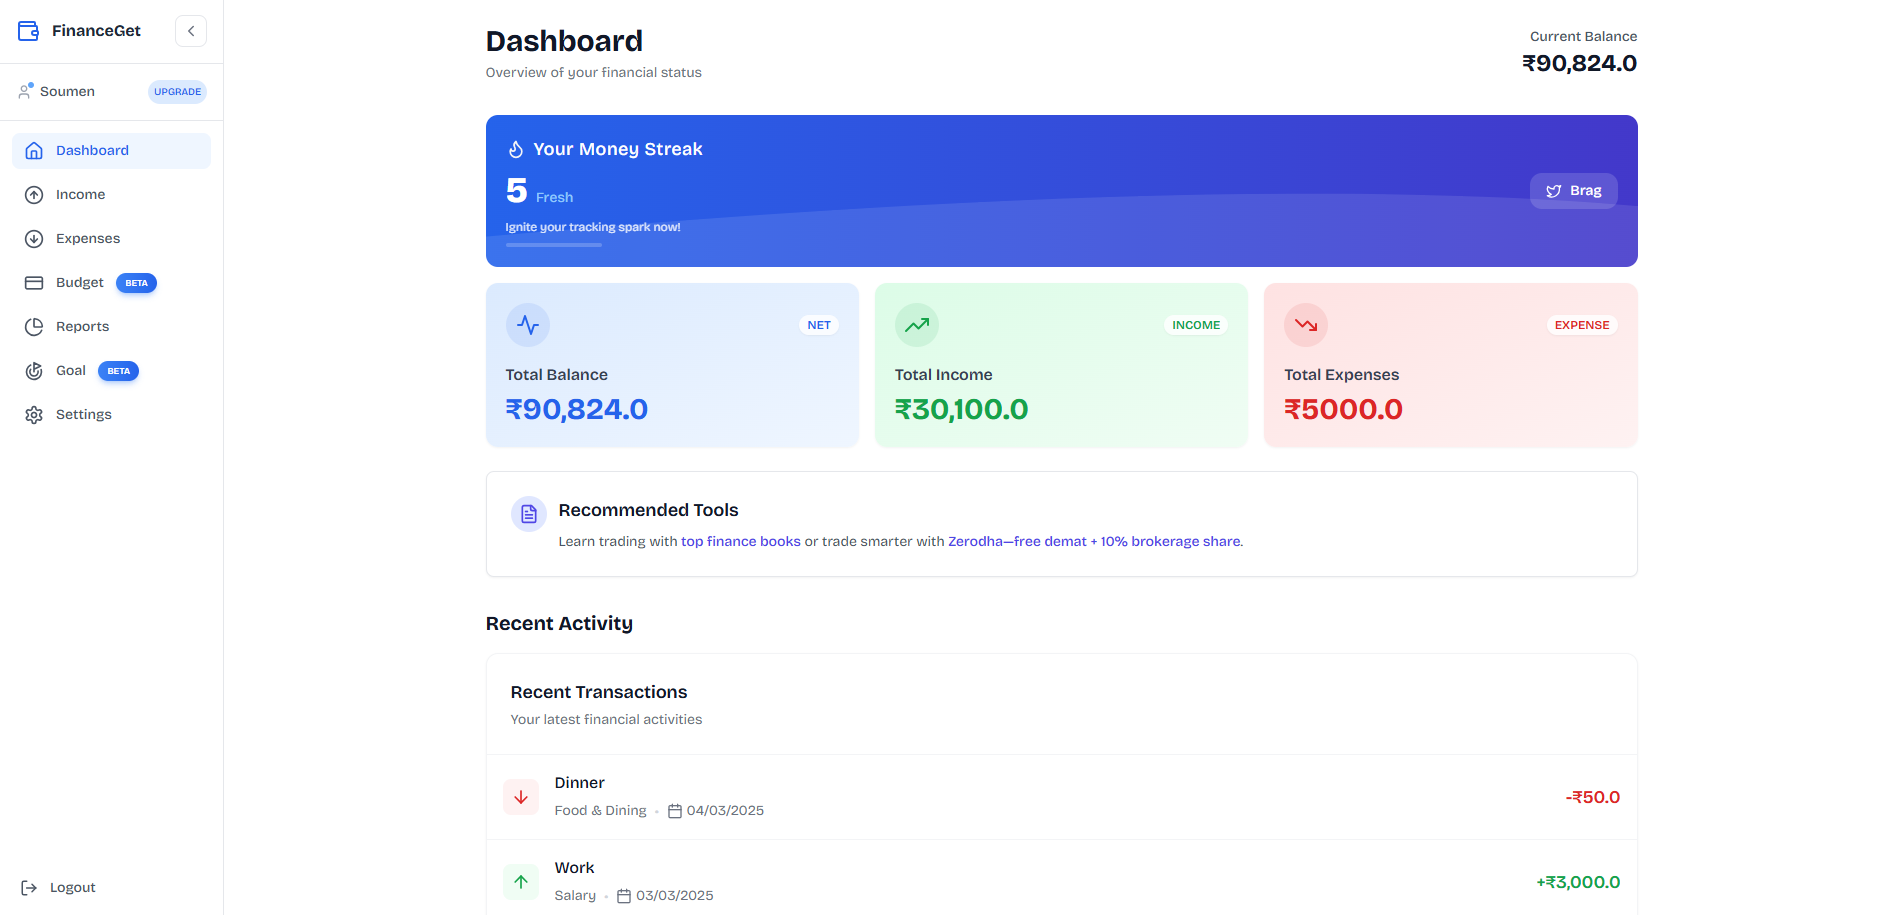 FinanceGet
Soumen
UPGRADE
Dashboard
Income
Expenses
Budget BETA
Reports
Goal BETA
Settings
Logout
Dashboard
Overview of your financial status
Current Balance
₹90,824.0
Your Money Streak
5 Fresh
Ignite your tracking spark now!
Brag
NET
Total Balance
₹90,824.0
INCOME
Total Income
₹30,100.0
EXPENSE
Total Expenses
₹5000.0
Recommended Tools
Learn trading with top finance books or trade smarter with Zerodha—free demat + 10% brokerage share.
Recent Activity
Recent Transactions
Your latest financial activities
Dinner
Food & Dining • 04/03/2025
-₹50.0
Work
Salary • 03/03/2025
+₹3,000.0